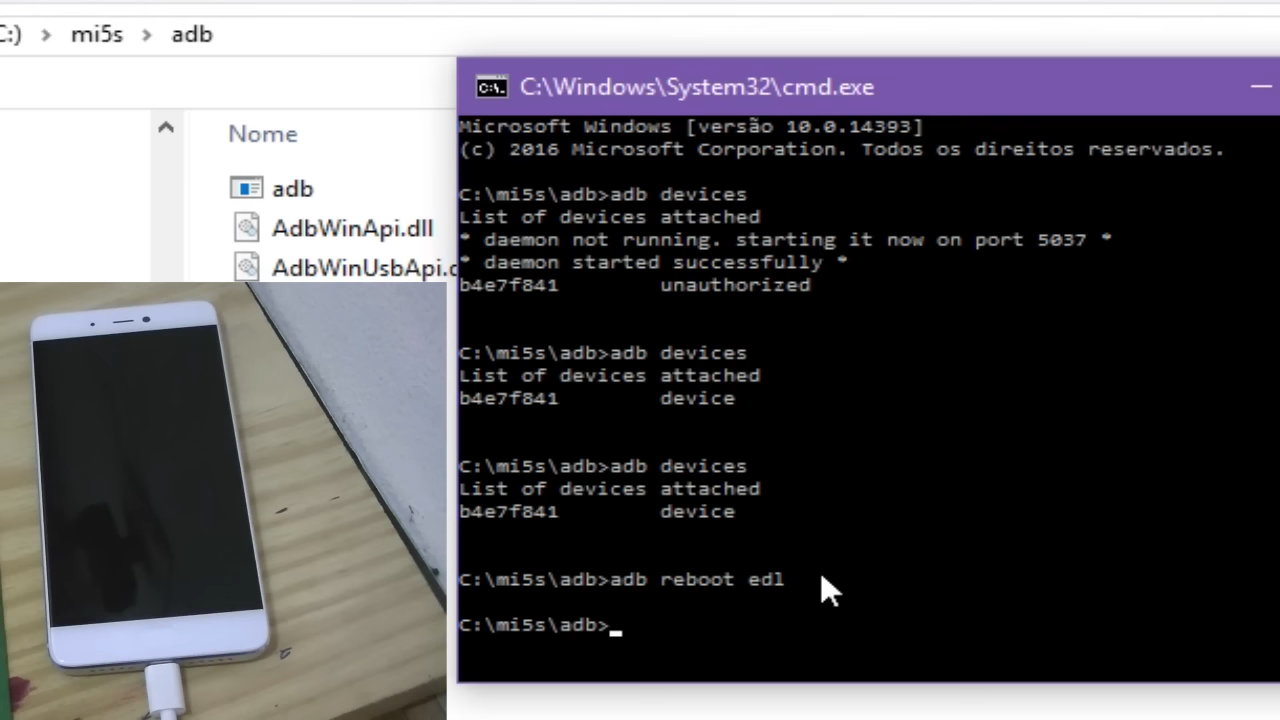 C:) > mi5s > adb
Nome
adb
AdbWinApi.dll
AdbWinUsbApi.
C:\Windows\System32\cmd.exe
Microsoft Windows [versão 10.0.14393]
(c) 2016 Microsoft Corporation. Todos os direitos reservados.
C:\mi5s\adb>adb devices
List of devices attached
* daemon not running. starting it now on port 5037 *
* daemon started successfully *
b4e7f841 unauthorized
C:\mi5s\adb>adb devices
List of devices attached
b4e7f841 device
C:\mi5s\adb>adb devices
List of devices attached
b4e7f841 device
C:\mi5s\adb>adb reboot edl
C:\mi5s\adb>_